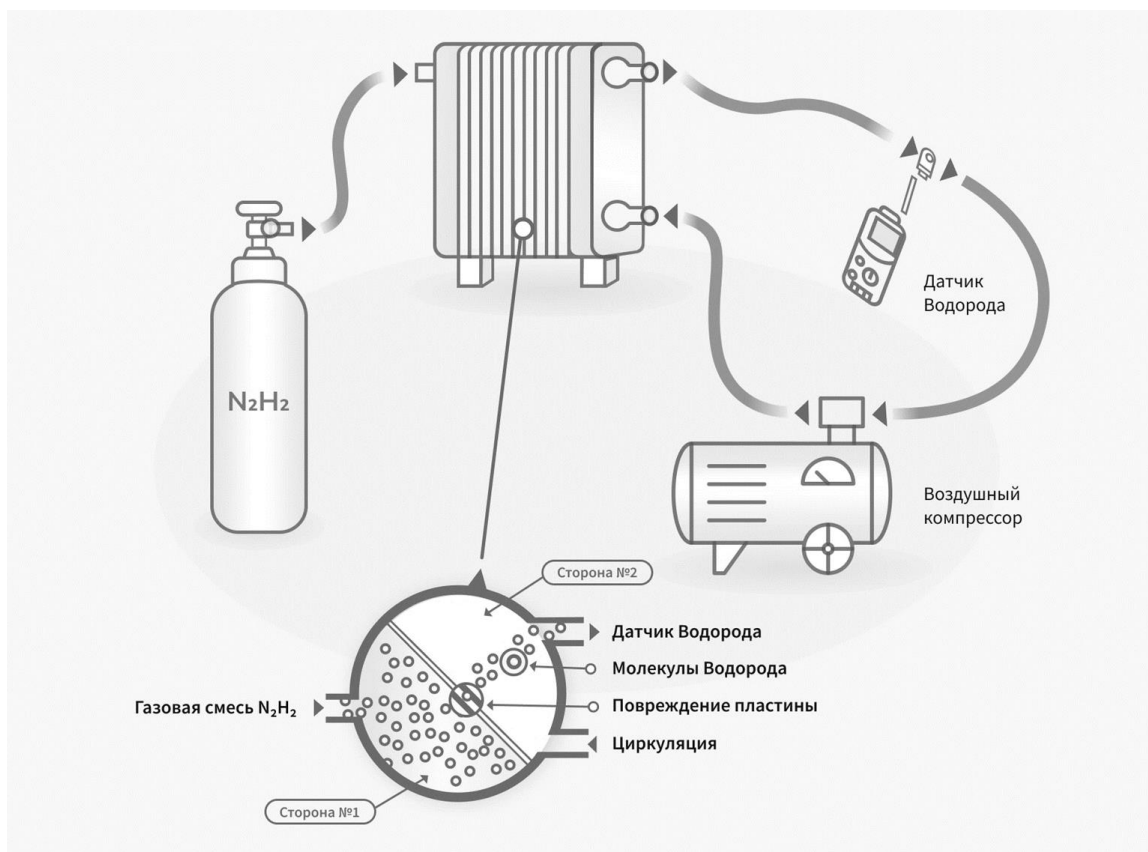 N₂H₂
Датчик
Водорода
Воздушный
компрессор
Сторона №2
Датчик Водорода
Молекулы Водорода
Газовая смесь N₂H₂
Повреждение пластины
Циркуляция
Сторона №1